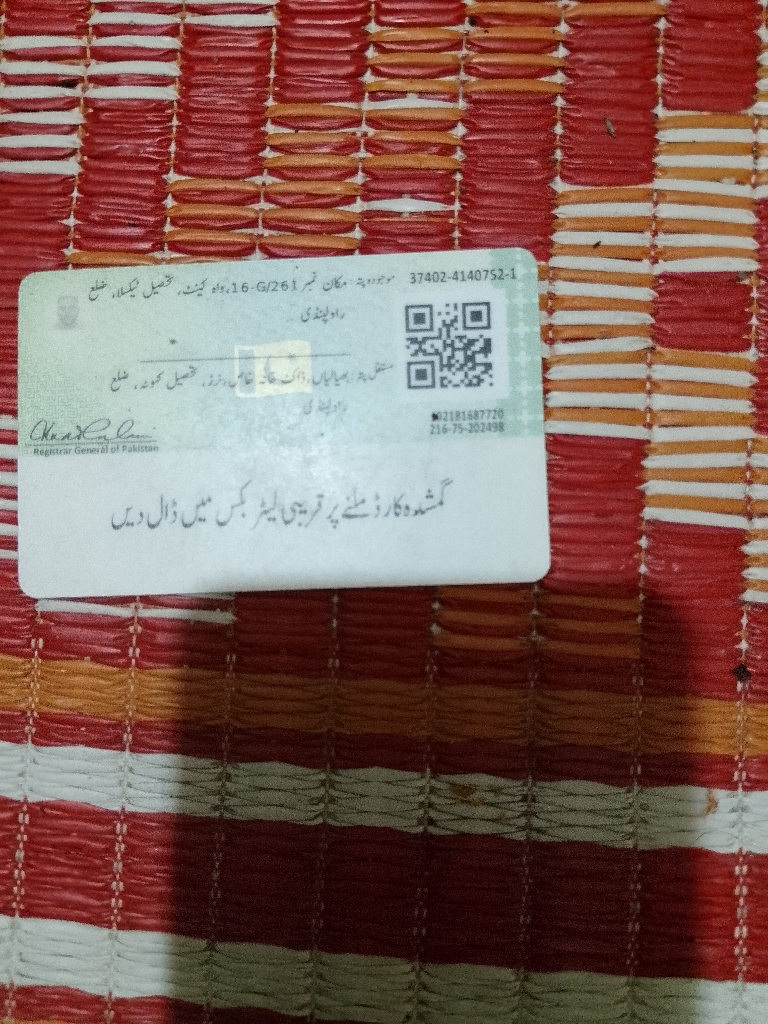 37402-4140752-1
موجودہ پتہ: مکان نمبر 16-G/261،واہ کینٹ، تحصیل ٹیکسلا، ضلع
راولپنڈی
مستقل پتہ: بھیالیاں، ڈاک خانہ خاص، نرڑ، تحصیل کہوٹہ، ضلع
راولپنڈی
02181687720
216-75-202498
Registrar General of Pakistan
گمشدہ کارڈ ملنے پر قریبی لیٹر بکس میں ڈال دیں